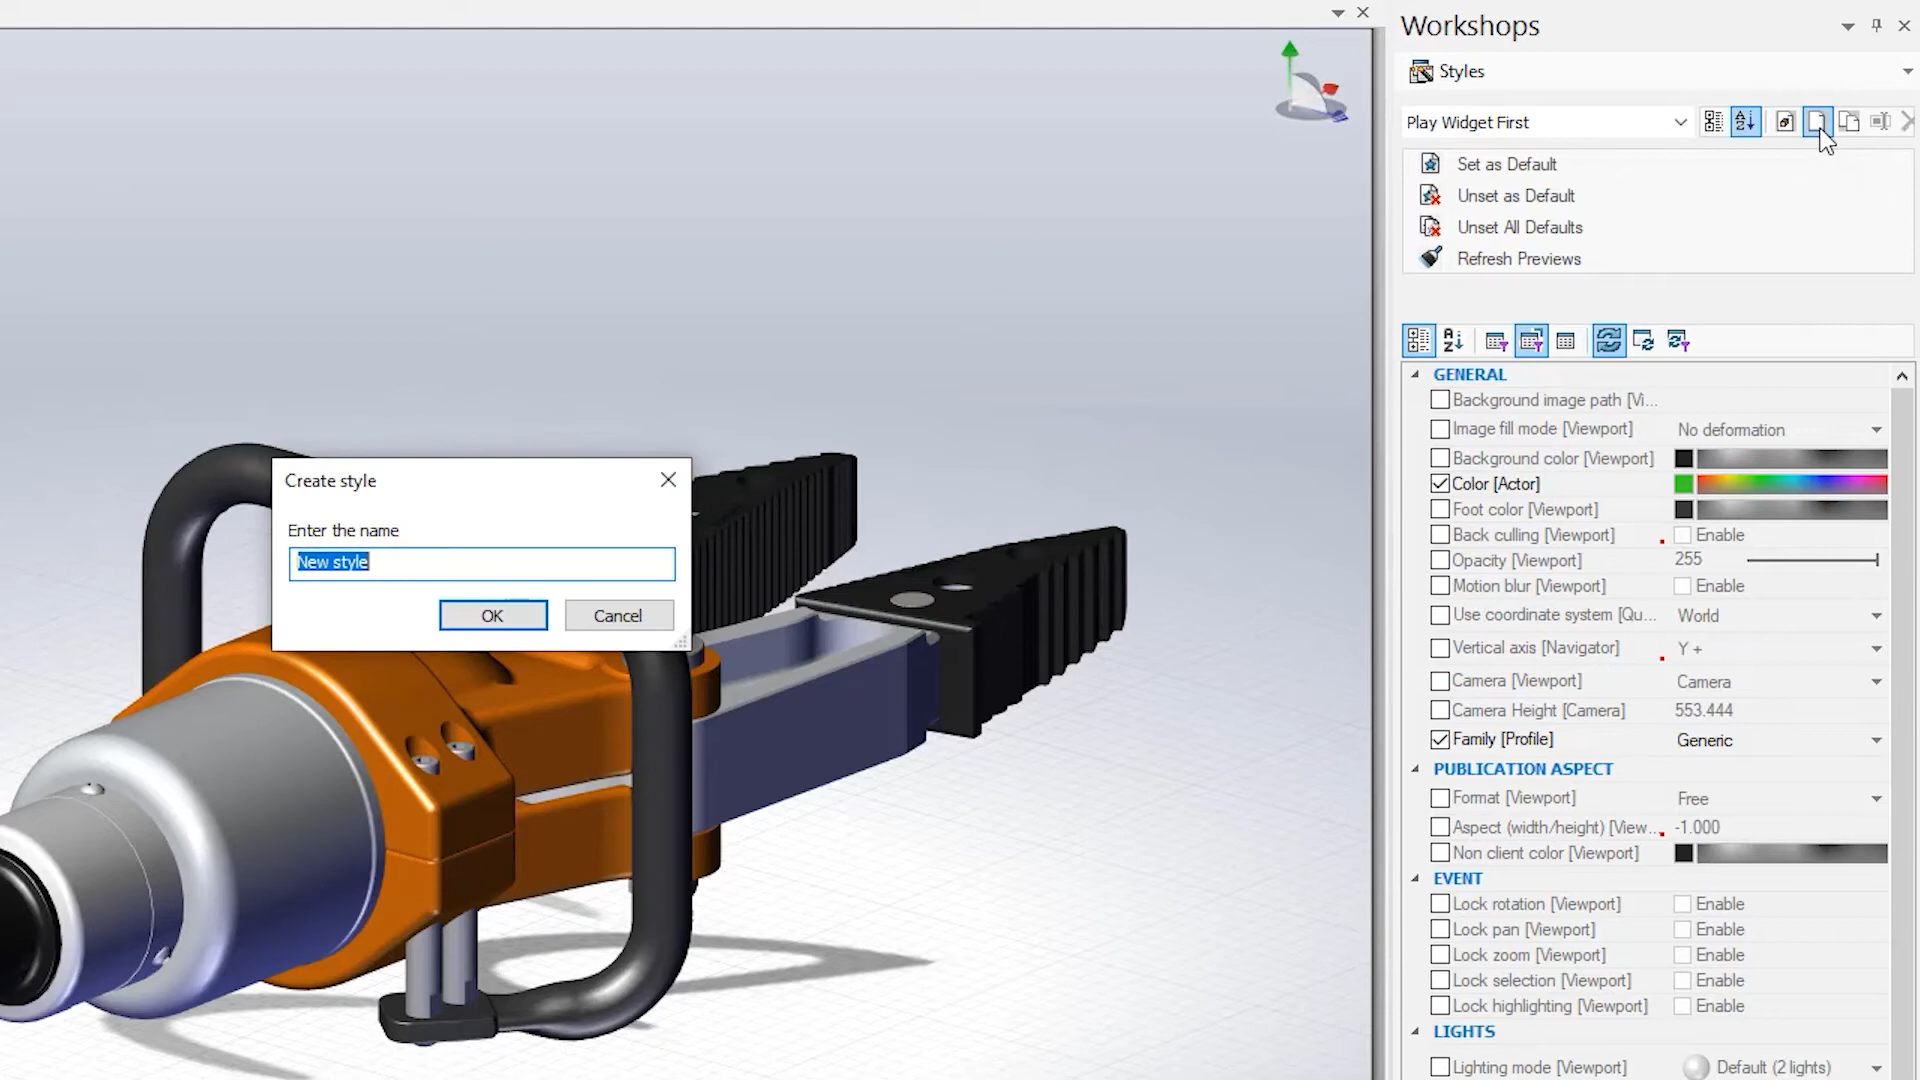 Workshops
Styles
Play Widget First
Set as Default
Unset as Default
Unset All Defaults
Refresh Previews
GENERAL
Background image path [Vi...
Image fill mode [Viewport] No deformation
Background color [Viewport]
Color [Actor]
Foot color [Viewport]
Back culling [Viewport] Enable
Opacity [Viewport] 255
Motion blur [Viewport] Enable
Use coordinate system [Qu... World
Vertical axis [Navigator] Y +
Camera [Viewport] Camera
Camera Height [Camera] 553.444
Family [Profile] Generic
PUBLICATION ASPECT
Format [Viewport] Free
Aspect (width/height) [View... -1.000
Non client color [Viewport]
EVENT
Lock rotation [Viewport] Enable
Lock pan [Viewport] Enable
Lock zoom [Viewport] Enable
Lock selection [Viewport] Enable
Lock highlighting [Viewport] Enable
LIGHTS
Lighting mode [Viewport] Default (2 lights)
Create style
Enter the name
New style
OK Cancel